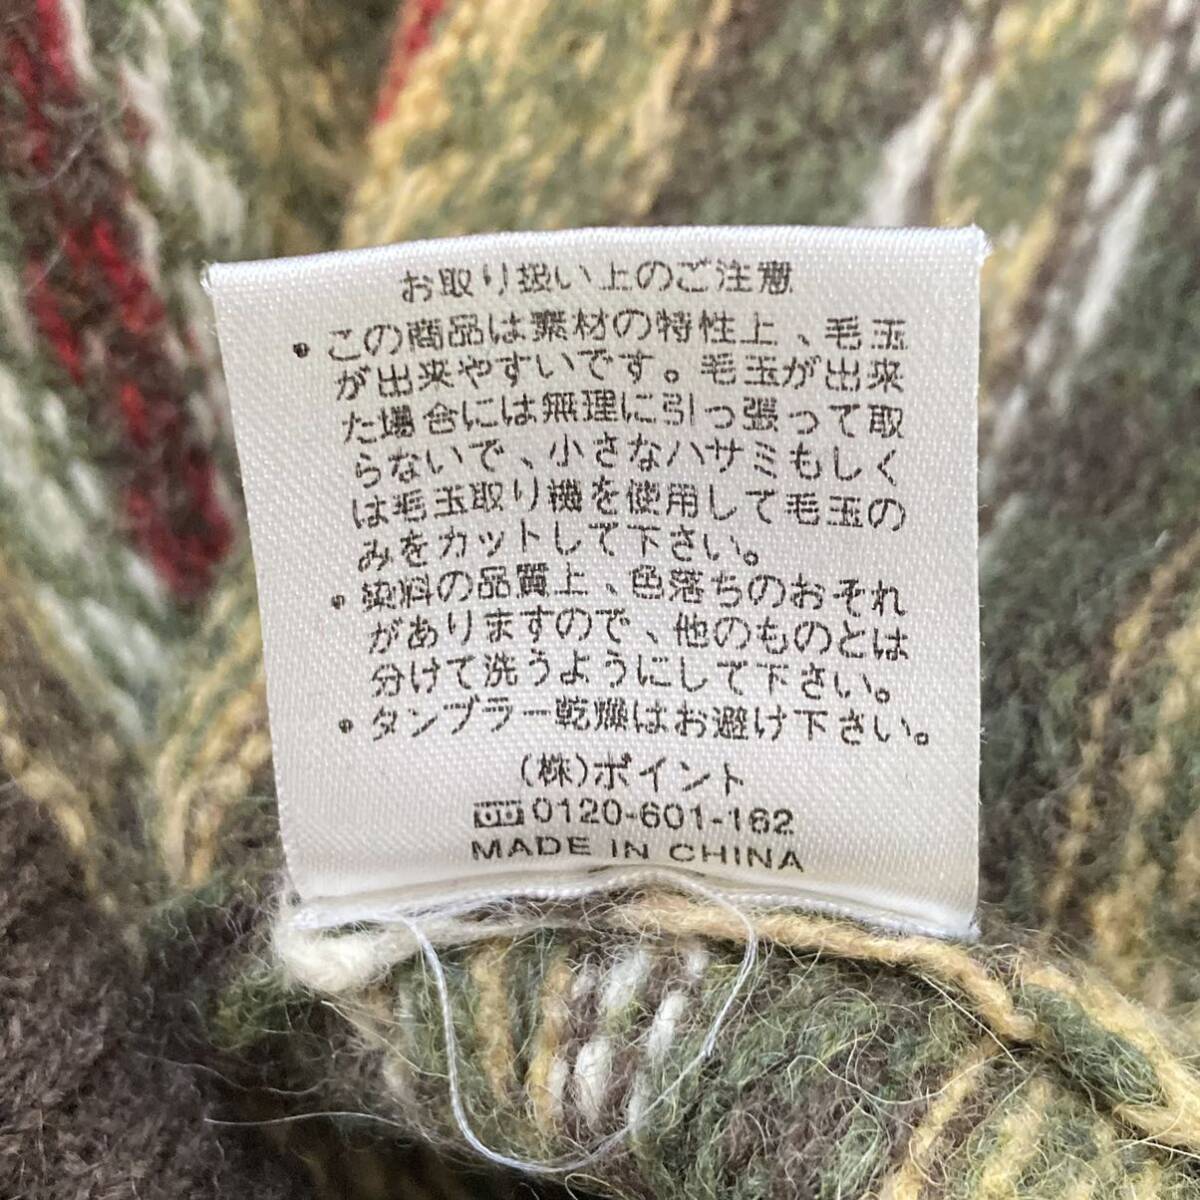 お取り扱い上のご注意
・この商品は素材の特性上、毛玉
が出来やすいです。毛玉が出来
た場合には無理に引っ張って取
らないで、小さなハサミもしく
は毛玉取り機を使用して毛玉の
みをカットして下さい。
・染料の品質上、色落ちのおそれ
がありますので、他のものとは
分けて洗うようにして下さい。
・タンブラー乾燥はお避け下さい。
(株)ポイント
0120-601-162
MADE IN CHINA